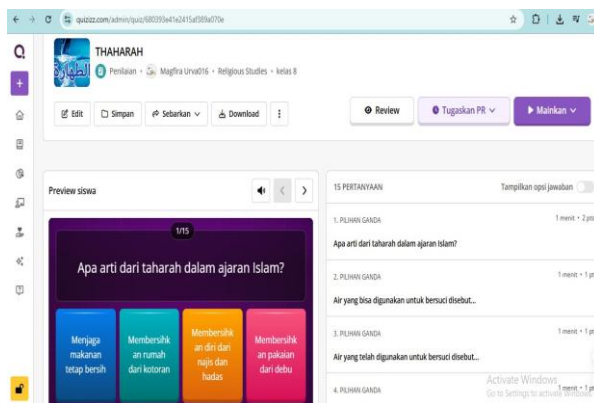 quizizz.com/admin/quiz/680393e41e2415af389a070e
THAHARAH
Penilaian • Magfira Urva016 • Religious Studies • kelas 8
Edit
Simpan
Sebarkan
Download
Review
Tugaskan PR
Mainkan
Preview siswa
1/15
Apa arti dari taharah dalam ajaran Islam?
Menjaga
makanan
tetap bersih
Membersihk
an rumah
dari kotoran
Membersihk
an diri dari
najis dan
hadas
Membersihk
an pakaian
dari debu
15 PERTANYAAN
Tampilkan opsi jawaban
1. PILIHAN GANDA
1 menit • 2 pts
Apa arti dari taharah dalam ajaran Islam?
2. PILIHAN GANDA
1 menit • 1 pt
Air yang bisa digunakan untuk bersuci disebut...
3. PILIHAN GANDA
1 menit • 1 pt
Air yang telah digunakan untuk bersuci disebut...
4. PILIHAN GANDA
1 menit • 1 pt
Activate Windows
Go to Settings to activate Windows.